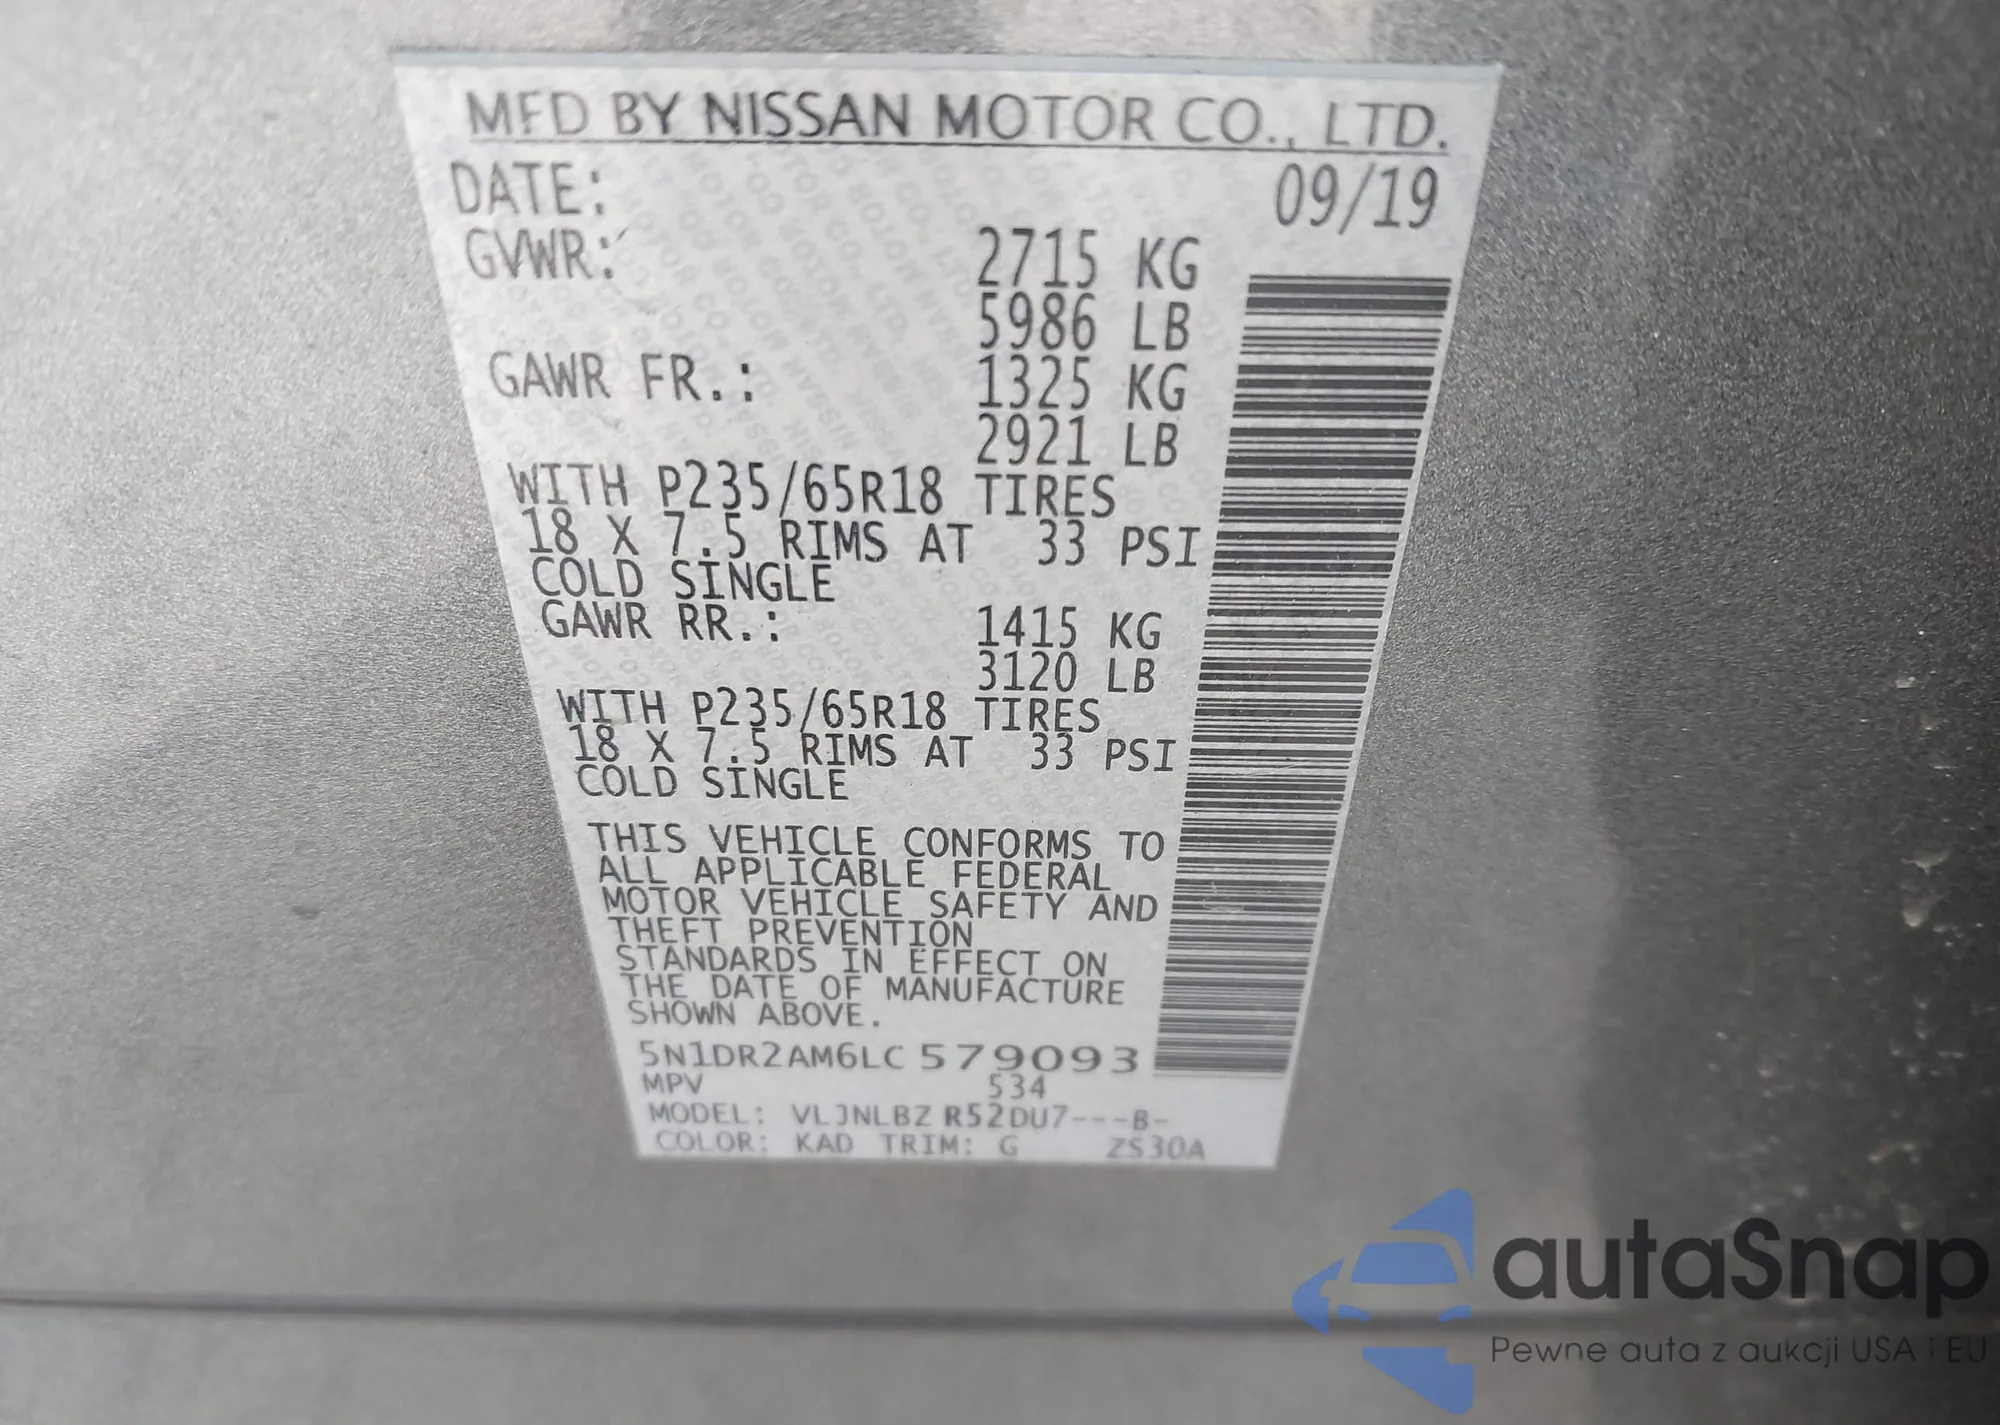 MFD BY NISSAN MOTOR CO., LTD.
DATE: 09/19
GVWR: 2715 KG
5986 LB
GAWR FR.: 1325 KG
2921 LB
WITH P235/65R18 TIRES
18 X 7.5 RIMS AT 33 PSI
COLD SINGLE
GAWR RR.: 1415 KG
3120 LB
WITH P235/65R18 TIRES
18 X 7.5 RIMS AT 33 PSI
COLD SINGLE
THIS VEHICLE CONFORMS TO
ALL APPLICABLE FEDERAL
MOTOR VEHICLE SAFETY AND
THEFT PREVENTION
STANDARDS IN EFFECT ON
THE DATE OF MANUFACTURE
SHOWN ABOVE.
5N1DR2AM6LC579093
MPV 534
MODEL: VLJNLBZ R52DU7---B-
COLOR: KAD TRIM: G ZS30A
autaSnap
Pewne auta z aukcji USA i EU